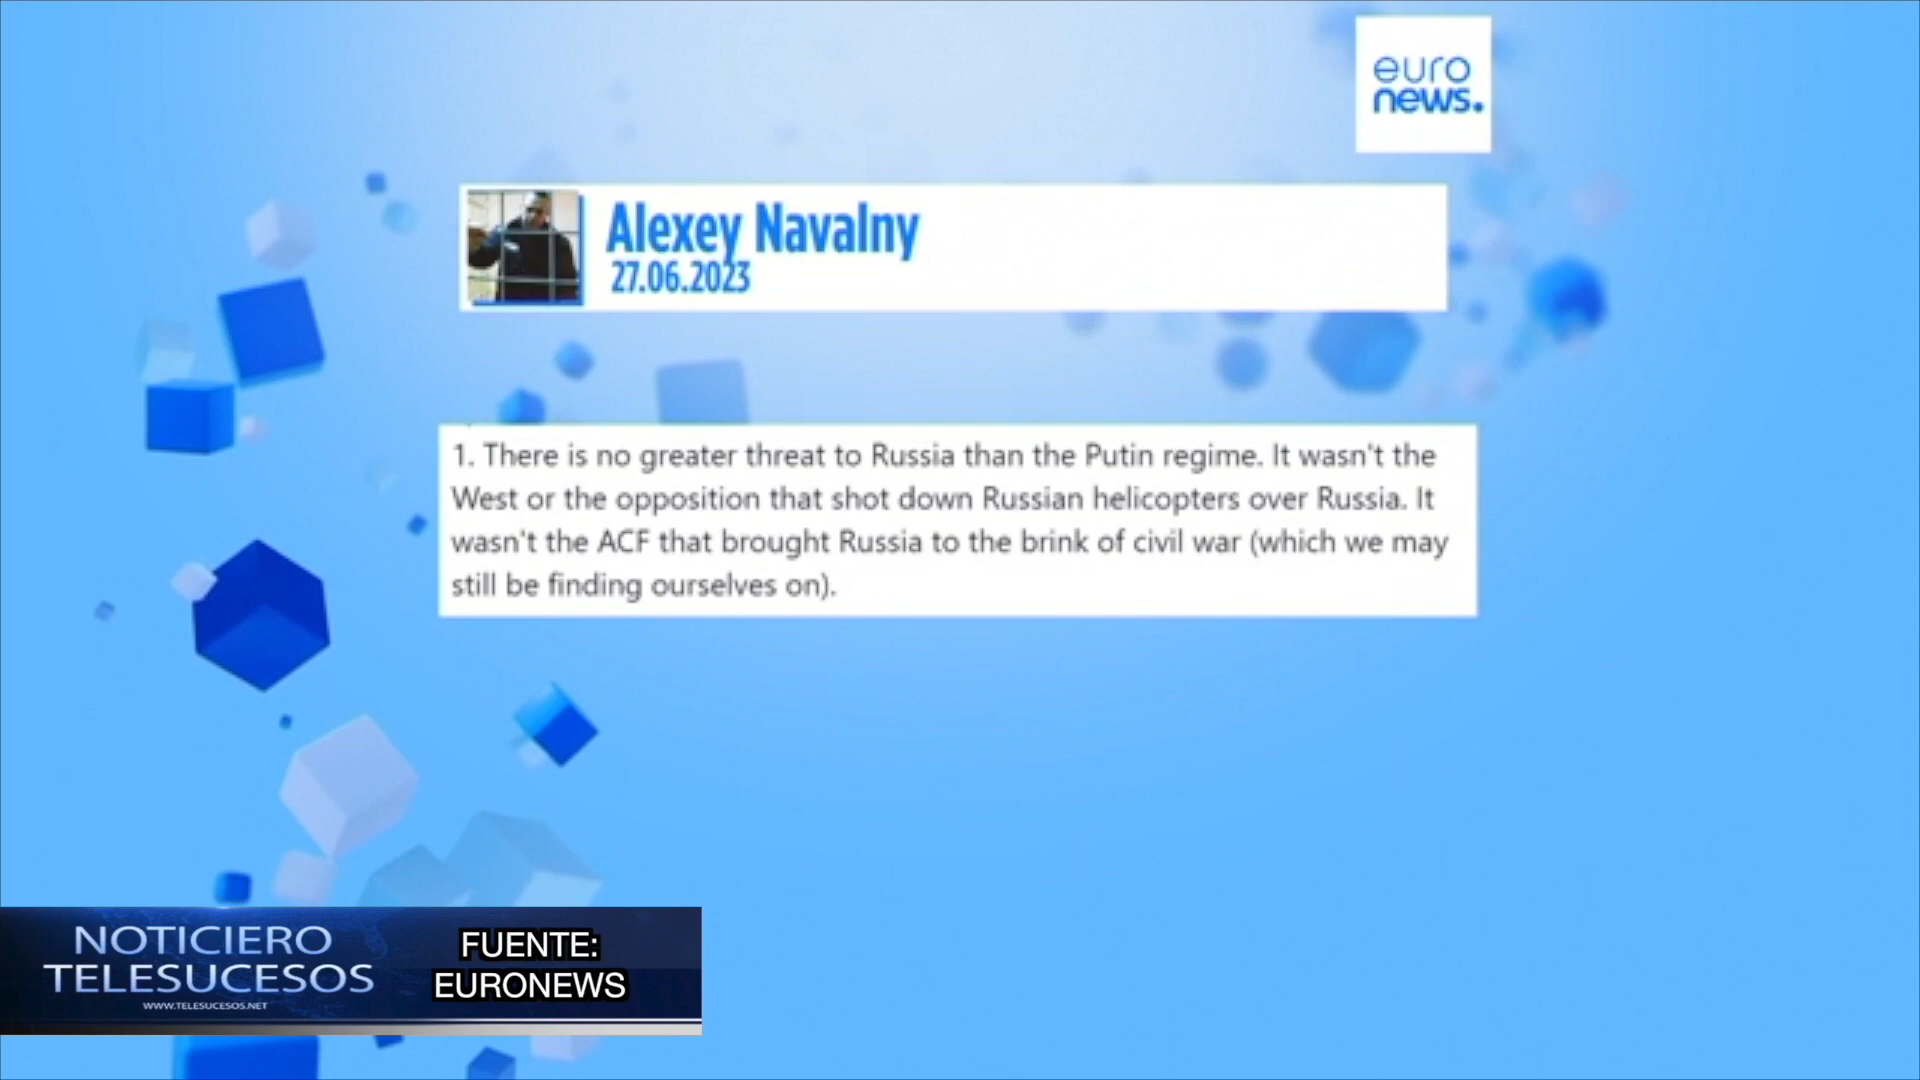 euro
news.
Alexey Navalny
27.06.2023
1. There is no greater threat to Russia than the Putin regime. It wasn't the
West or the opposition that shot down Russian helicopters over Russia. It
wasn't the ACF that brought Russia to the brink of civil war (which we may
still be finding ourselves on).
NOTICIERO
TELESUCESOS
WWW.TELESUCESOS.NET
FUENTE:
EURONEWS